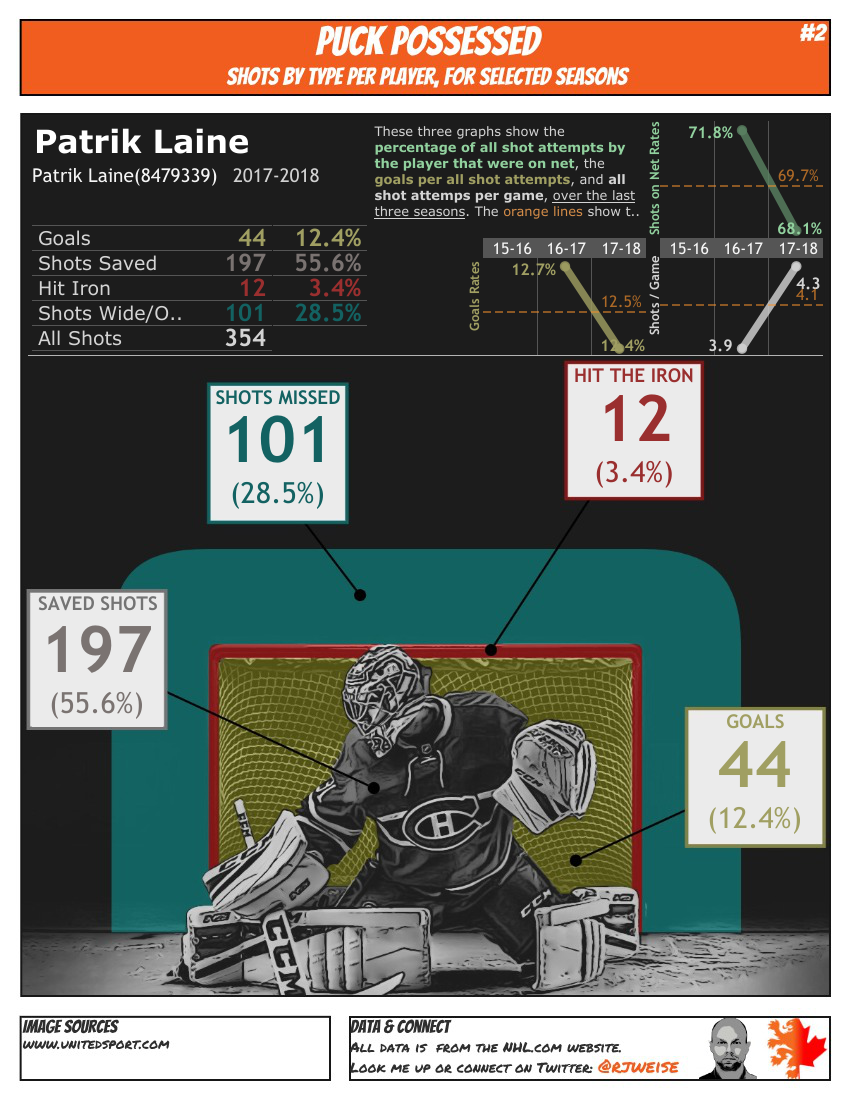 PUCK POSSESSED
#2
SHOTS BY TYPE PER PLAYER, FOR SELECTED SEASONS
Patrik Laine
Patrik Laine(8479339) 2017-2018
Goals 44 12.4%
Shots Saved 197 55.6%
Hit Iron 12 3.4%
Shots Wide/O.. 101 28.5%
All Shots 354
These three graphs show the
percentage of all shot attempts by
the player that were on net, the
goals per all shot attempts, and all
shot attemps per game, over the last
three seasons. The orange lines show t..
Shots on Net Rates
71.8%
69.7%
68.1%
15-16 16-17 17-18
15-16 16-17 17-18
Goals Rates
12.7%
12.5%
12.4%
Shots / Game
4.3
4.1
3.9
HIT THE IRON
12
(3.4%)
SHOTS MISSED
101
(28.5%)
SAVED SHOTS
197
(55.6%)
GOALS
44
(12.4%)
CCM
CCM
H
CCM
IMAGE SOURCES
WWW.UNITEDSPORT.COM
DATA & CONNECT
ALL DATA IS FROM THE NHL.COM WEBSITE.
LOOK ME UP OR CONNECT ON TWITTER: @RJWEISE